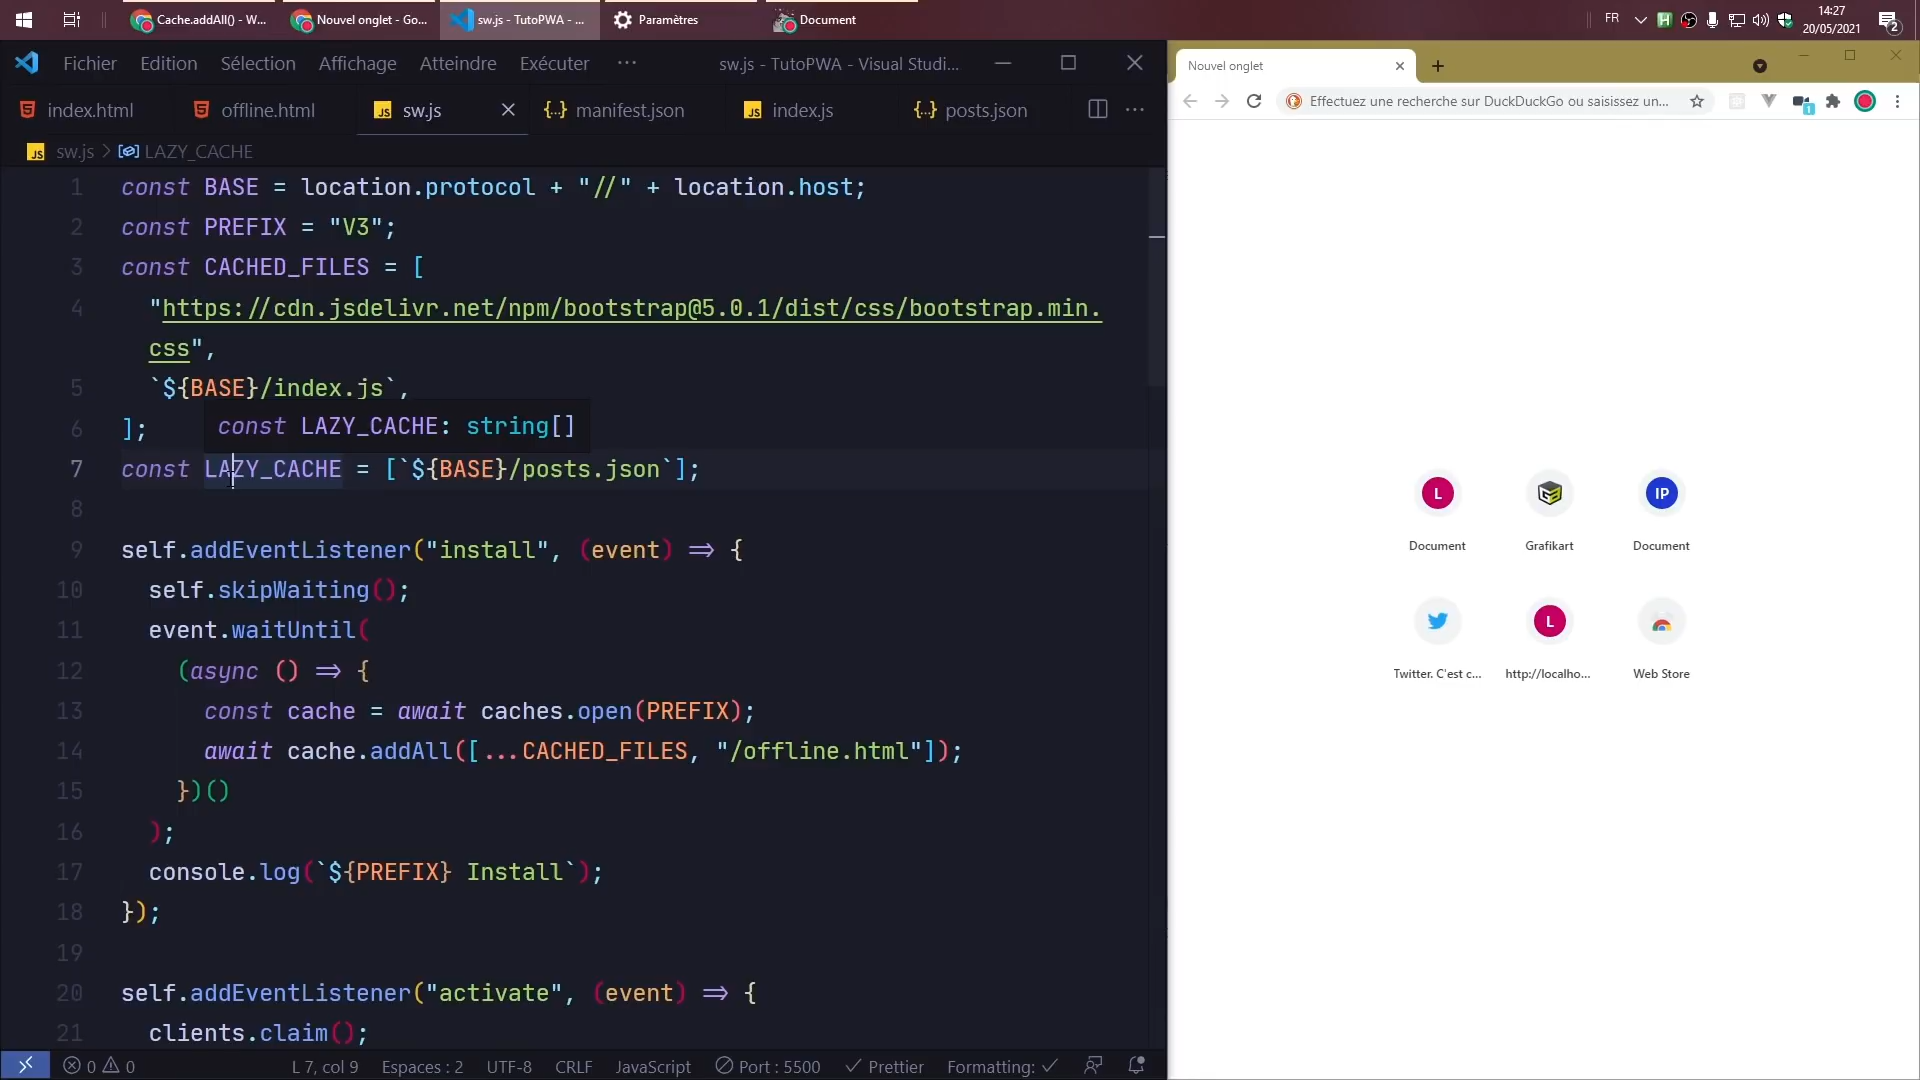 Cache.addAll() - W...
Nouvel onglet - Go...
sw.js - TutoPWA - ...
Paramètres
Document
FR
14:27
20/05/2021
2
Fichier Edition Sélection Affichage Atteindre Exécuter ··· sw.js - TutoPWA - Visual Studi...
index.html
offline.html
JS sw.js
{} manifest.json
JS index.js
{} posts.json
JS sw.js > LAZY_CACHE
1 const BASE = location.protocol + "//" + location.host;
2 const PREFIX = "V3";
3 const CACHED_FILES = [
4 "https://cdn.jsdelivr.net/npm/bootstrap@5.0.1/dist/css/bootstrap.min.
css",
5 `${BASE}/index.js`,
6 ];
const LAZY_CACHE: string[]
7 const LAZY_CACHE = [`${BASE}/posts.json`];
8
9 self.addEventListener("install", (event) => {
10 self.skipWaiting();
11 event.waitUntil(
12 (async () => {
13 const cache = await caches.open(PREFIX);
14 await cache.addAll([...CACHED_FILES, "/offline.html"]);
15 })()
16 );
17 console.log(`${PREFIX} Install`);
18 });
19
20 self.addEventListener("activate", (event) => {
21 clients.claim();
0 0
L 7, col 9 Espaces : 2 UTF-8 CRLF JavaScript Port : 5500 Prettier Formatting:
Nouvel onglet
Effectuez une recherche sur DuckDuckGo ou saisissez un...
1
L
IP
Document
Grafikart
Document
L
Twitter. C'est c...
http://localho...
Web Store